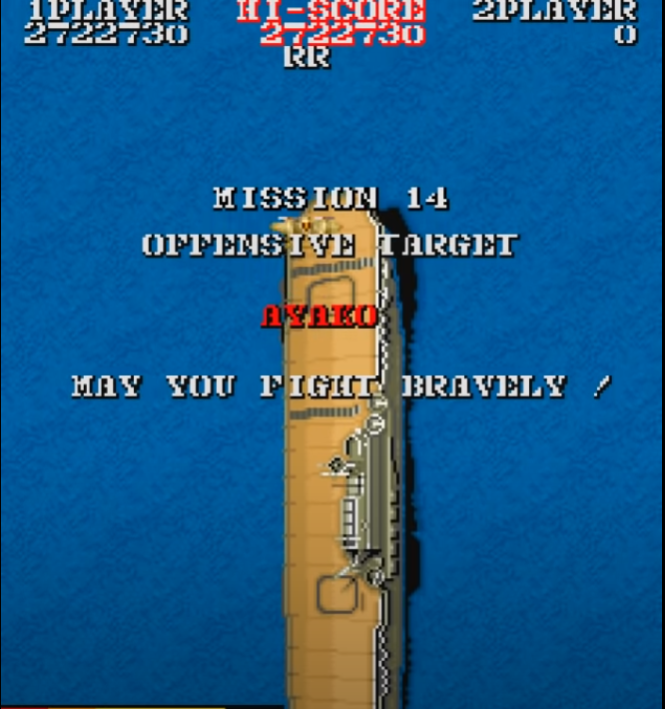 1PLAYER HI-SCORE 2PLAYER
2722730 2722730 0
RR
MISSION 14
OFFENSIVE TARGET
AYAKO
MAY YOU FIGHT BRAVELY !